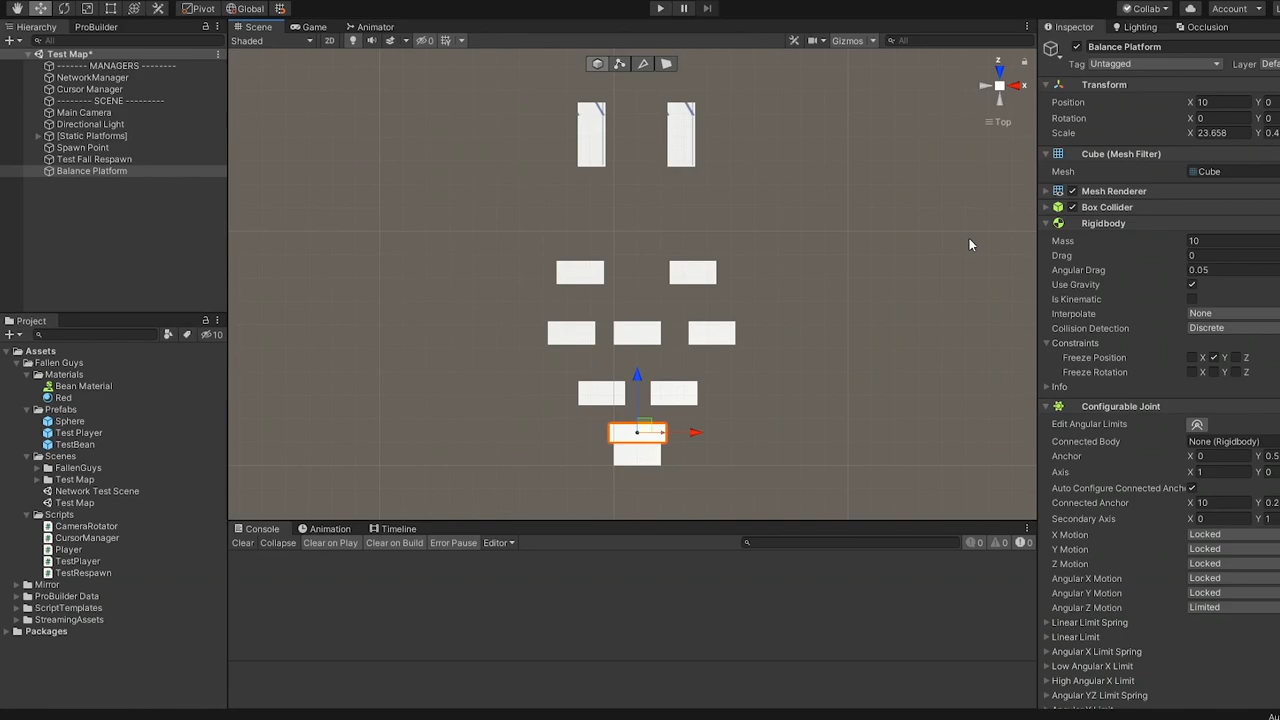 Pivot Global Collab Account
Hierarchy ProBuilder Scene Game Animator Inspector Lighting Occlusion
All Shaded 2D 0 Gizmos All Balance Platform
Test Map* Tag Untagged Layer Defa
------- MANAGERS --------
NetworkManager
Cursor Manager
-------- SCENE ---------
Main Camera
Directional Light
[Static Platforms]
Spawn Point
Test Fall Respawn
Balance Platform
z
x
Top
Transform
Position X 10 Y 0
Rotation X 0 Y 0
Scale X 23.658 Y 0.4
Cube (Mesh Filter)
Mesh Cube
Mesh Renderer
Box Collider
Rigidbody
Mass 10
Drag 0
Angular Drag 0.05
Use Gravity
Is Kinematic
Interpolate None
Collision Detection Discrete
Constraints
Freeze Position X Y Z
Freeze Rotation X Y Z
Info
Configurable Joint
Edit Angular Limits
Connected Body None (Rigidbody)
Anchor X 0 Y 0.5
Axis X 1 Y 0
Auto Configure Connected Anch
Connected Anchor X 10 Y 0.2
Secondary Axis X 0 Y 1
X Motion Locked
Y Motion Locked
Z Motion Locked
Angular X Motion Locked
Angular Y Motion Locked
Angular Z Motion Limited
Linear Limit Spring
Linear Limit
Angular X Limit Spring
Low Angular X Limit
High Angular X Limit
Angular YZ Limit Spring
Project
10
Assets
Fallen Guys
Materials
Bean Material
Red
Prefabs
Sphere
Test Player
TestBean
Scenes
FallenGuys
Test Map
Network Test Scene
Test Map
Scripts
CameraRotator
CursorManager
Player
TestPlayer
TestRespawn
Mirror
ProBuilder Data
ScriptTemplates
StreamingAssets
Packages
Console Animation Timeline
Clear Collapse Clear on Play Clear on Build Error Pause Editor 0 0 0